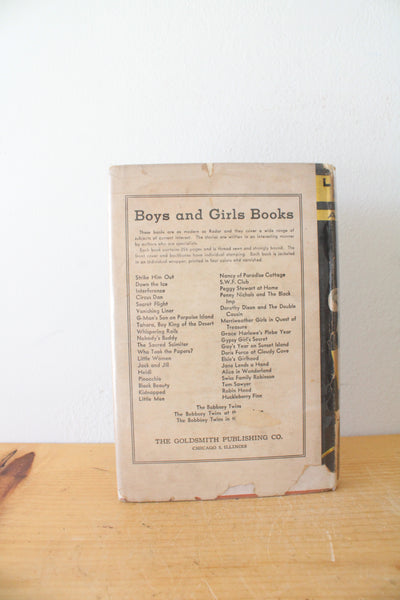 Boys and Girls Books
These books are as modern as Radar and they cover a wide range of
subjects of current interest. The stories are written in an interesting manner
by authors who are specialists.
Each book contains 256 pages and is thread sewn and strongly bound. The
front cover and backbone have individual stamping. Each book is jacketed
in an individual wrapper, printed in four colors and varnished.
Strike Him Out
Down the Ice
Interference
Circus Dan
Secret Flight
Vanishing Liner
G-Man's Son on Porpoise Island
Tahara, Boy King of the Desert
Whispering Rails
Nobody's Buddy
The Sacred Scimiter
Who Took the Papers?
Little Women
Jack and Jill
Heidi
Pinocchio
Black Beauty
Kidnapped
Little Men
Nancy of Paradise Cottage
S.W.F. Club
Peggy Stewart at Home
Penny Nichols and The Black
Imp
Dorothy Dixon and The Double
Cousin
Merriweather Girls in Quest of
Treasure
Grace Harlowe's Plebe Year
Gypsy Girl's Secret
Gay's Year on Sunset Island
Doris Force at Cloudy Cove
Elsie's Girlhood
Jane Lends a Hand
Alice in Wonderland
Swiss Family Robinson
Tom Sawyer
Robin Hood
Huckleberry Finn
The Bobbsey Twins
The Bobbsey Twins at
The Bobbsey Twins in
THE GOLDSMITH PUBLISHING CO.
CHICAGO 5, ILLINOIS